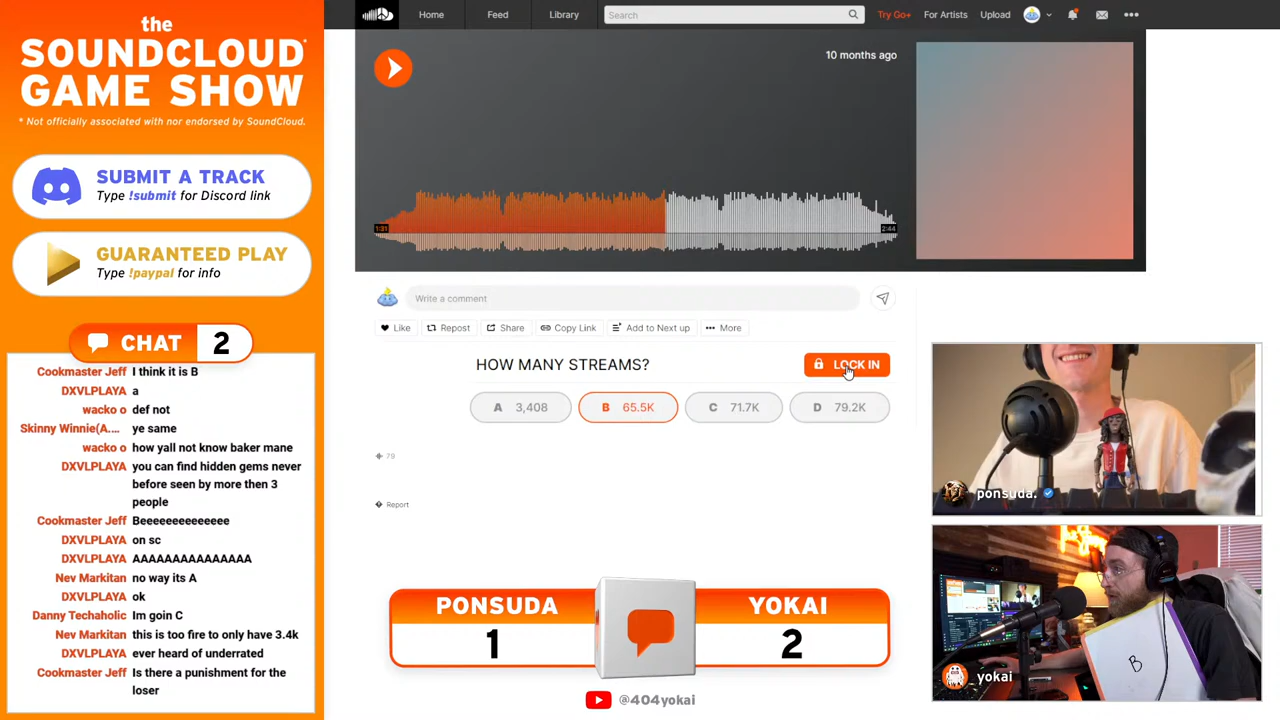 the
SOUNDCLOUD
GAME SHOW
* Not officially associated with nor endorsed by SoundCloud.
SUBMIT A TRACK
Type !submit for Discord link
GUARANTEED PLAY
Type !paypal for info
CHAT 2
Cookmaster Jeff I think it is B
DXVLPLAYA a
wacko o def not
Skinny Winnie(A.... ye same
wacko o how yall not know baker mane
DXVLPLAYA you can find hidden gems never
before seen by more then 3
people
Cookmaster Jeff Beeeeeeeeeeeeee
DXVLPLAYA on sc
DXVLPLAYA AAAAAAAAAAAAAAA
Nev Markitan no way its A
DXVLPLAYA ok
Danny Techaholic Im goin C
Nev Markitan this is too fire to only have 3.4k
DXVLPLAYA ever heard of underrated
Cookmaster Jeff Is there a punishment for the
loser
Home Feed Library Search Try Go+ For Artists Upload
10 months ago
1:31 2:44
Write a comment
Like Repost Share Copy Link Add to Next up More
HOW MANY STREAMS? LOCK IN
A 3,408 B 65.5K C 71.7K D 79.2K
79
Report
PONSUDA YOKAI
1 2
@404yokai
ponsuda.
B
yokai